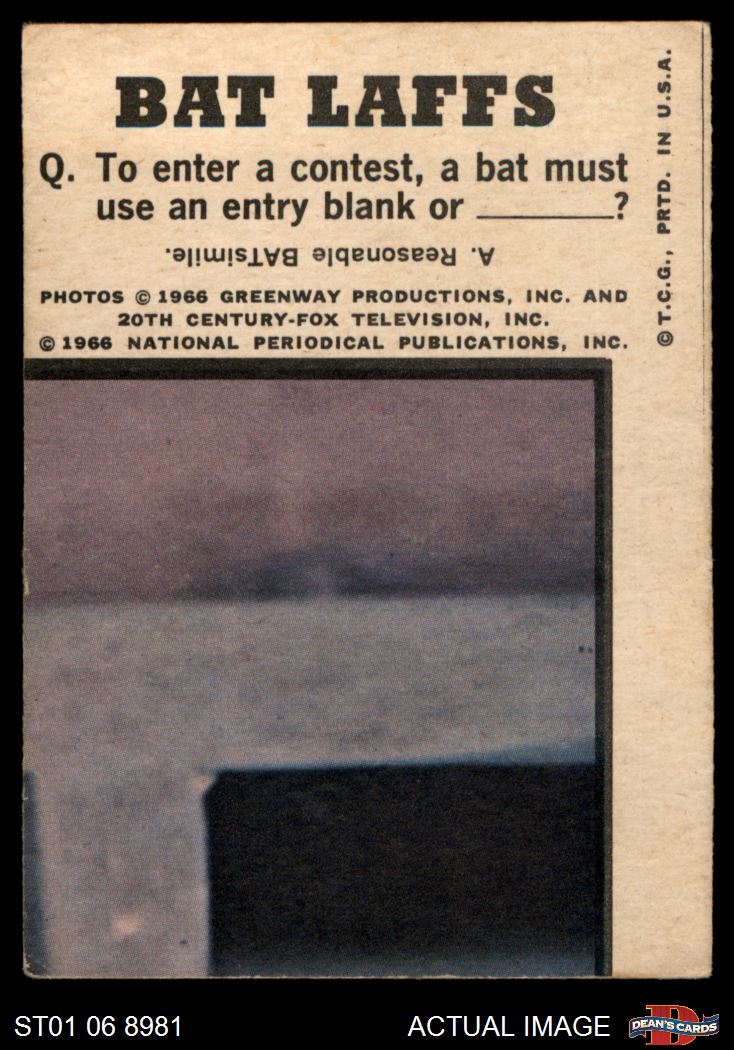 BAT LAFFS
Q. To enter a contest, a bat must
use an entry blank or ________?
A. Reasonable BATsimile.
PHOTOS © 1966 GREENWAY PRODUCTIONS, INC. AND
20TH CENTURY-FOX TELEVISION, INC.
© 1966 NATIONAL PERIODICAL PUBLICATIONS, INC.
© T.C.G., PRTD. IN U.S.A.
ST01 06 8981
ACTUAL IMAGE
D
DEAN'S CARDS